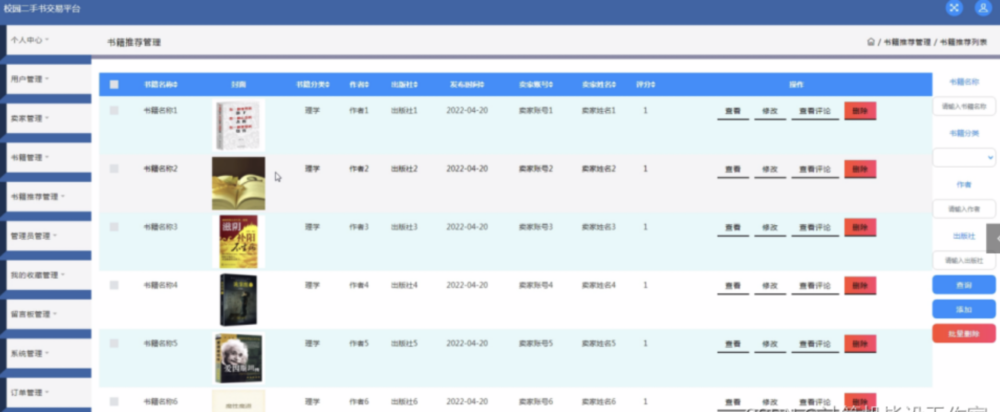 校园二手书交易平台
个人中心
用户管理
卖家管理
书籍管理
书籍推荐管理
管理员管理
我的收藏管理
留言板管理
系统管理
订单管理
书籍推荐管理
/ 书籍推荐管理 / 书籍推荐列表
书籍名称 封面 书籍分类 作者 出版社 发布时间 卖家账号 卖家姓名 评分 操作
书籍名称1 理学 作者1 出版社1 2022-04-20 卖家账号1 卖家姓名1 1 查看 修改 查看评论 删除
书籍名称2 理学 作者2 出版社2 2022-04-20 卖家账号2 卖家姓名2 1 查看 修改 查看评论 删除
书籍名称3 理学 作者3 出版社3 2022-04-20 卖家账号3 卖家姓名3 1 查看 修改 查看评论 删除
滋阴
补阳
不生病
书籍名称4 理学 作者4 出版社4 2022-04-20 卖家账号4 卖家姓名4 1 查看 修改 查看评论 删除
书籍名称5 理学 作者5 出版社5 2022-04-20 卖家账号5 卖家姓名5 1 查看 修改 查看评论 删除
爱因斯坦传
书籍名称6 理学 作者6 出版社6 2022-04-20 卖家账号6 卖家姓名6 1 查看 修改 查看评论 删除
书籍名称
请输入书籍名称
书籍分类
作者
请输入作者
出版社
请输入出版社
查询
添加
批量删除